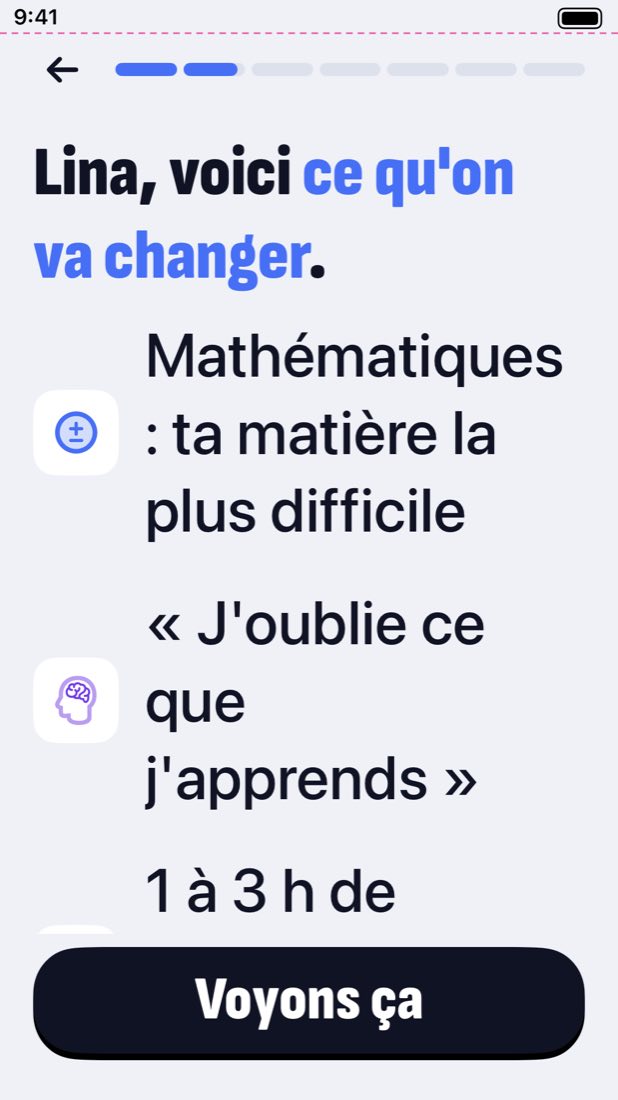 9:41
Lina, voici ce qu'on
va changer.
Mathématiques
: ta matière la
plus difficile
« J'oublie ce
que
j'apprends »
1 à 3 h de
Voyons ça